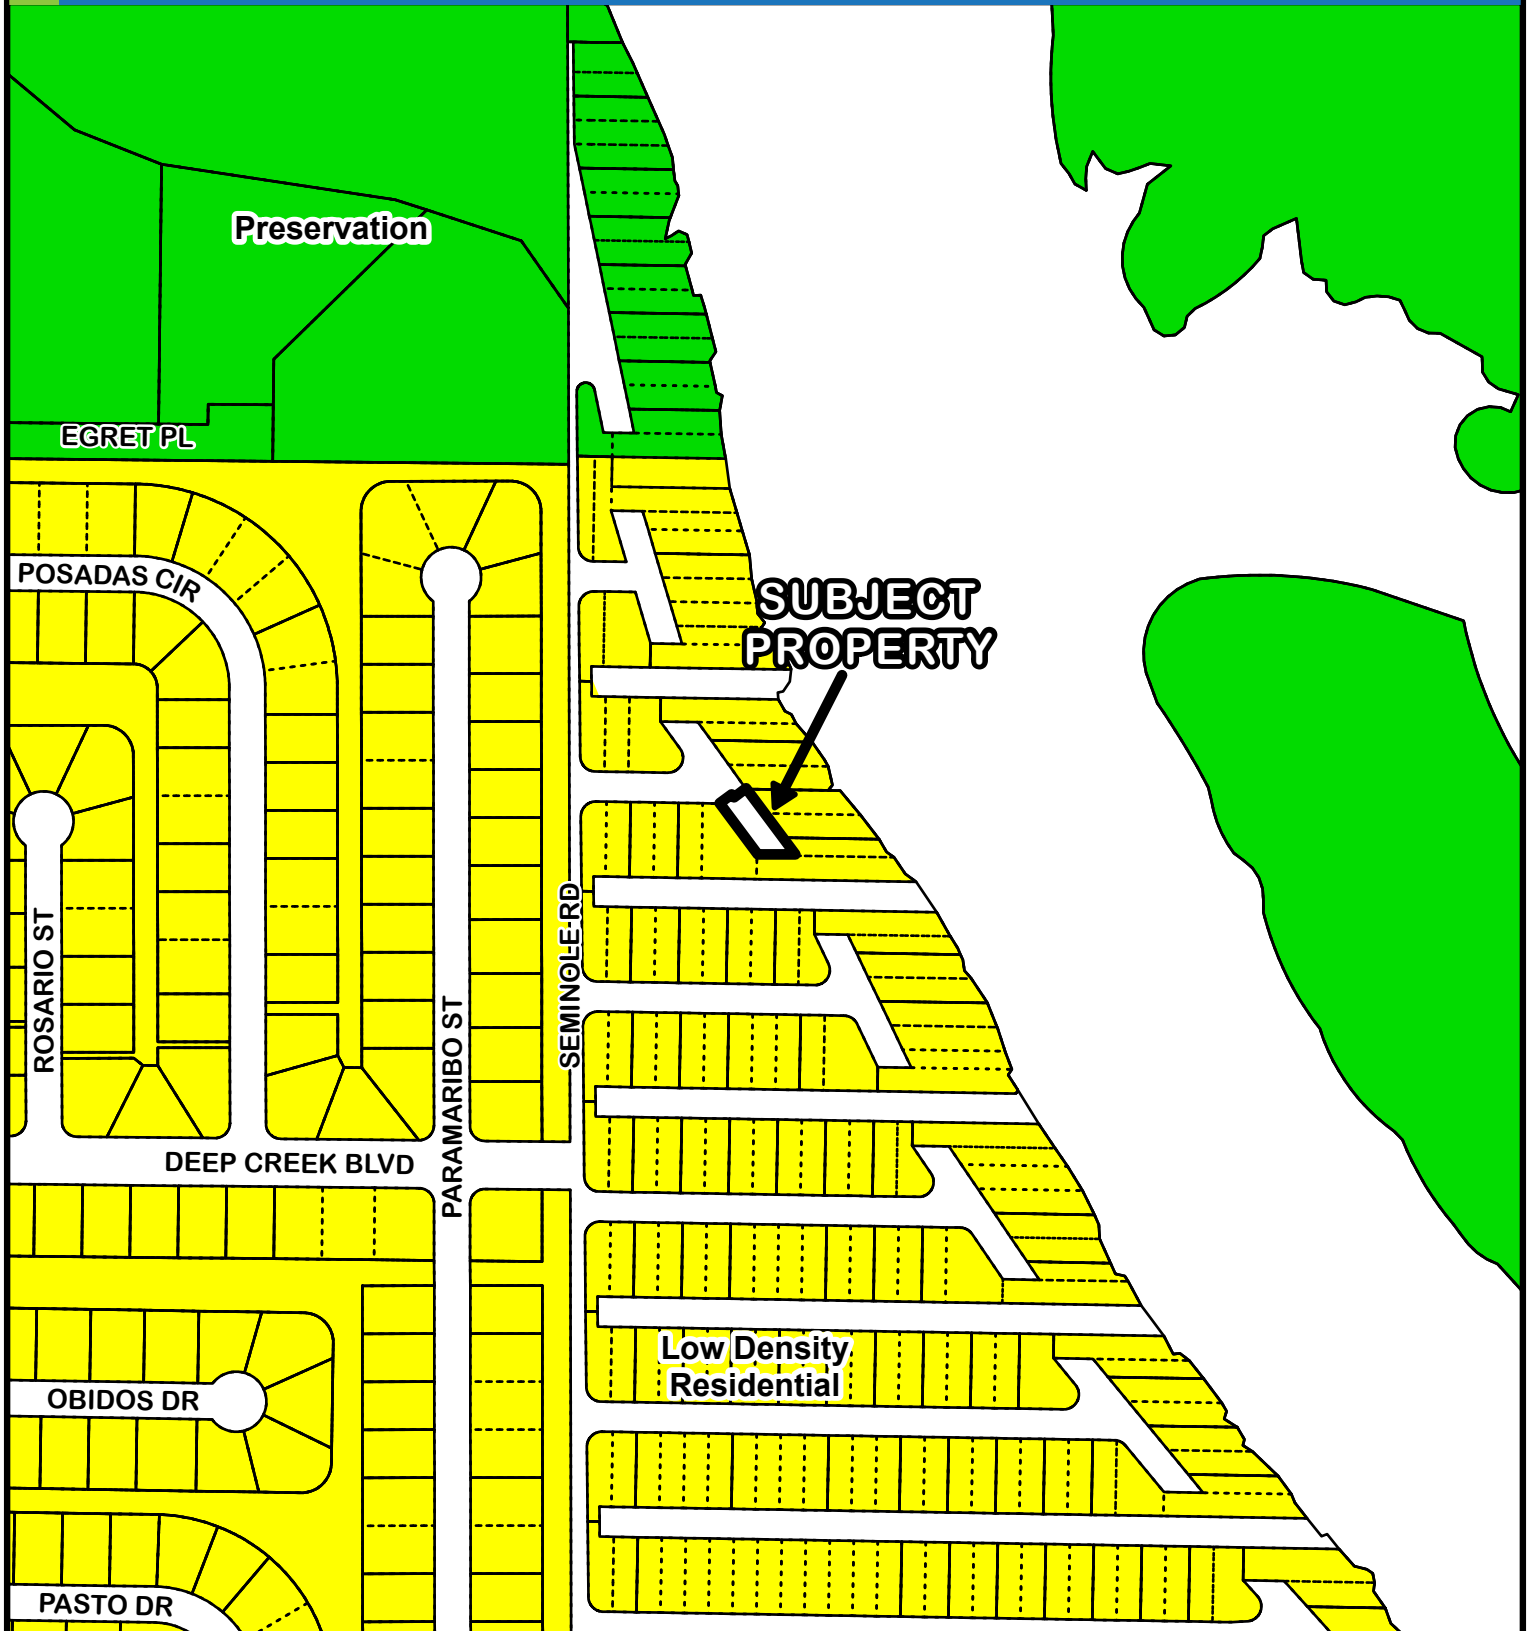 Preservation
EGRET PL
POSADAS CIR
SUBJECT
PROPERTY
ROSARIO ST
SEMINOLE RD
PARAMARIBO ST
DEEP CREEK BLVD
Low Density
Residential
OBIDOS DR
PASTO DR